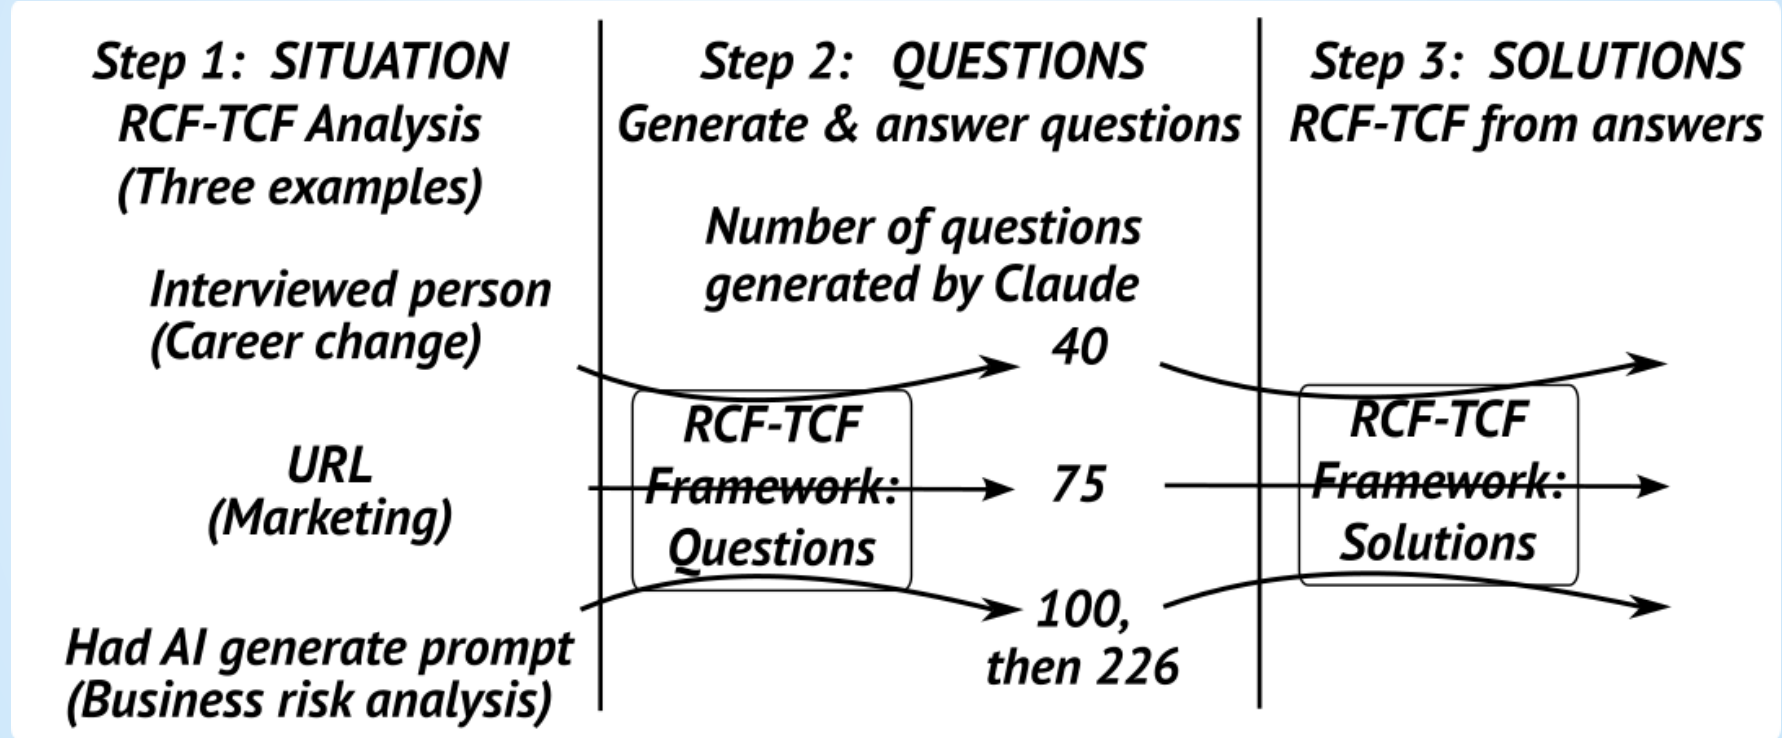 Step 1: SITUATION
RCF-TCF Analysis
(Three examples)
Interviewed person
(Career change)
URL
(Marketing)
Had AI generate prompt
(Business risk analysis)
Step 2: QUESTIONS
Generate & answer questions
Number of questions
generated by Claude
40
RCF-TCF
Framework:
Questions
75
100,
then 226
Step 3: SOLUTIONS
RCF-TCF from answers
RCF-TCF
Framework:
Solutions